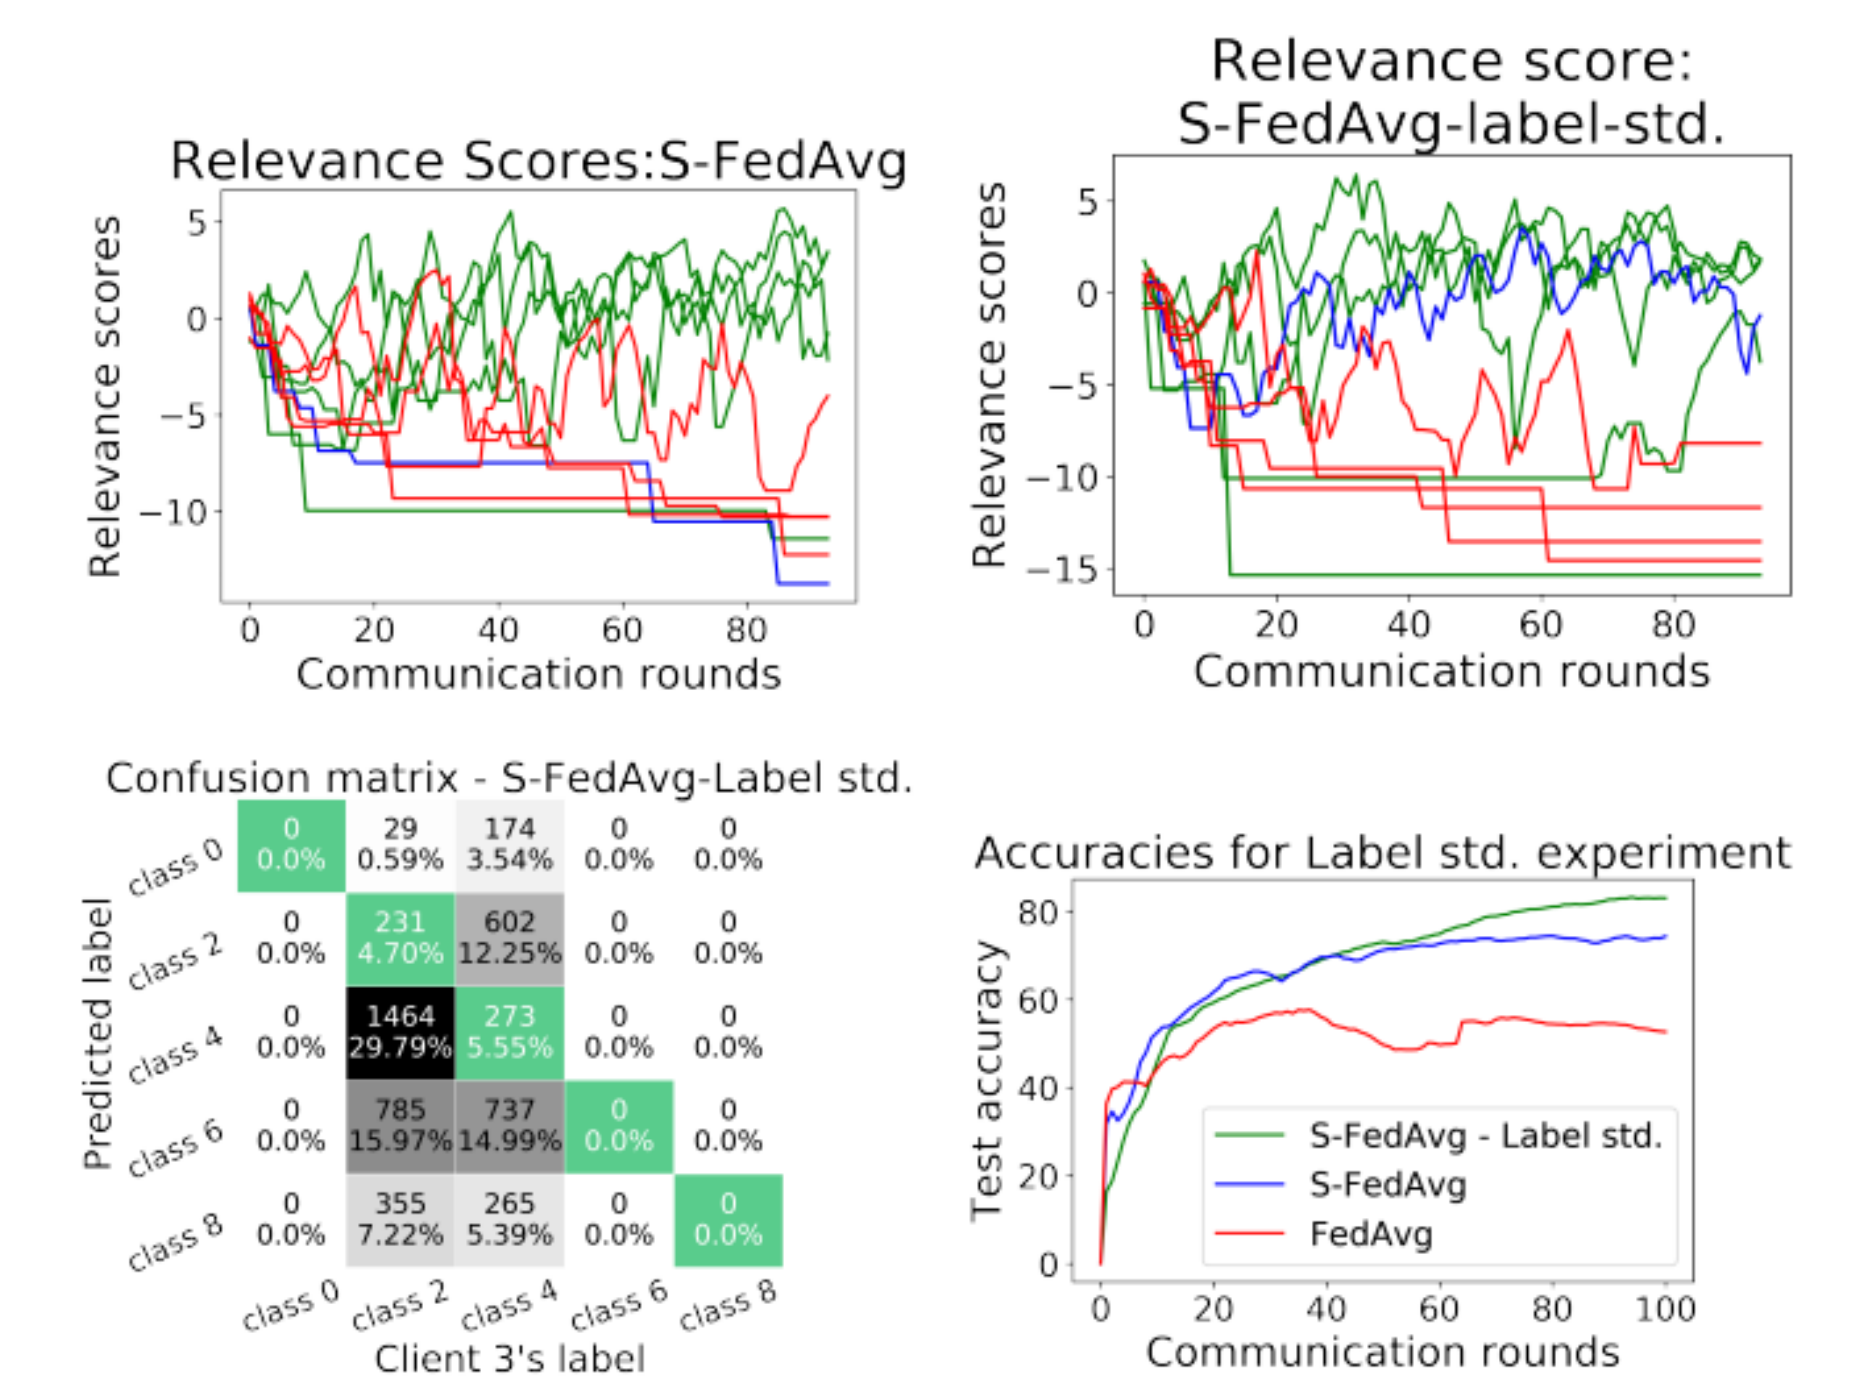 Relevance Scores:S-FedAvg
Relevance scores
5
0
−5
−10
0 20 40 60 80
Communication rounds
Relevance score:
S-FedAvg-label-std.
Relevance scores
5
0
−5
−10
−15
0 20 40 60 80
Communication rounds
Confusion matrix - S-FedAvg-Label std.
Predicted label
class 0
0 29 174 0 0
0.0% 0.59% 3.54% 0.0% 0.0%
class 2
0 231 602 0 0
0.0% 4.70% 12.25% 0.0% 0.0%
class 4
0 1464 273 0 0
0.0% 29.79% 5.55% 0.0% 0.0%
class 6
0 785 737 0 0
0.0% 15.97% 14.99% 0.0% 0.0%
class 8
0 355 265 0 0
0.0% 7.22% 5.39% 0.0% 0.0%
class 0 class 2 class 4 class 6 class 8
Client 3's label
Accuracies for Label std. experiment
Test accuracy
80
60
40
20
0
S-FedAvg - Label std.
S-FedAvg
FedAvg
0 20 40 60 80 100
Communication rounds